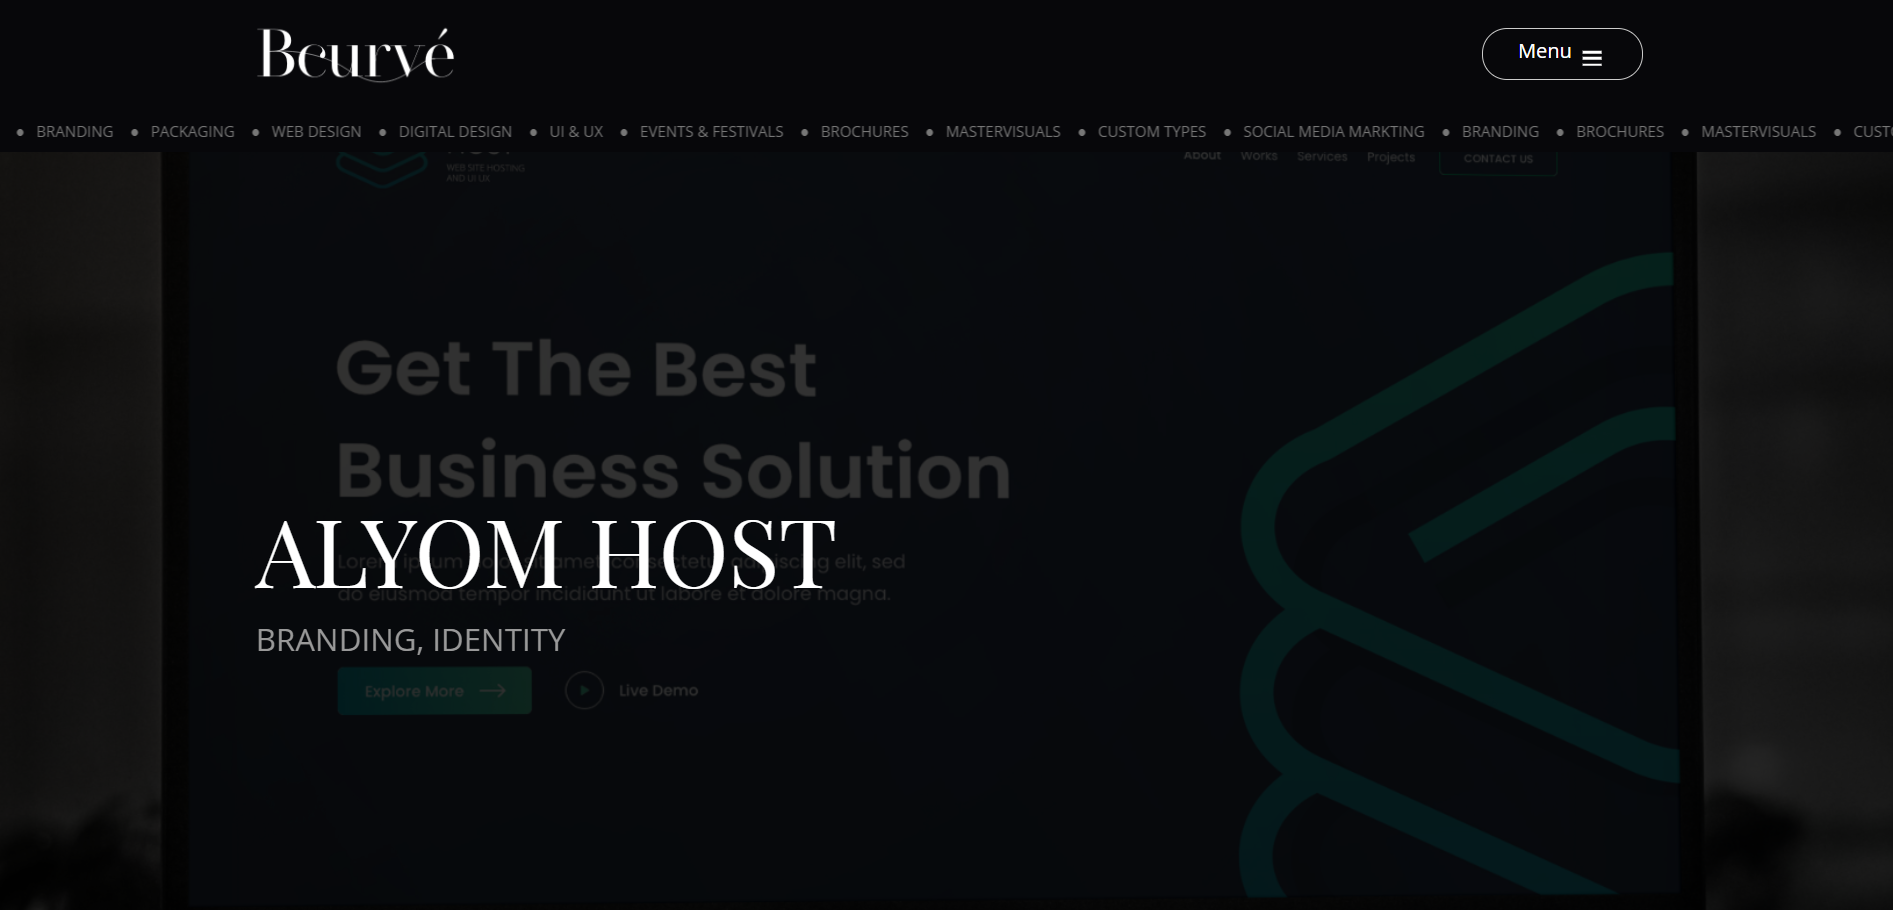 Beurvé
Menu
• BRANDING • PACKAGING • WEB DESIGN • DIGITAL DESIGN • UI & UX • EVENTS & FESTIVALS • BROCHURES • MASTERVISUALS • CUSTOM TYPES • SOCIAL MEDIA MARKTING • BRANDING • BROCHURES • MASTERVISUALS •
WEB SITE HOSTING
AND UI UX
About Works Services Projects CONTACT US
Get The Best
Business Solution
ALYOM HOST
Lorem ipsum dolor sit amet, consectetur adipiscing elit, sed
do eiusmod tempor incididunt ut labore et dolore magna.
BRANDING, IDENTITY
Explore More Live Demo